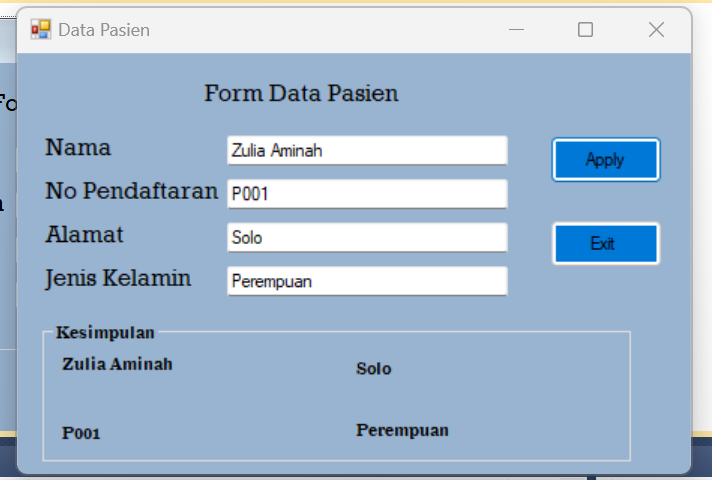 Data Pasien
Form Data Pasien
Nama
Zulia Aminah
Apply
No Pendaftaran
P001
Alamat
Solo
Exit
Jenis Kelamin
Perempuan
Kesimpulan
Zulia Aminah
Solo
P001
Perempuan